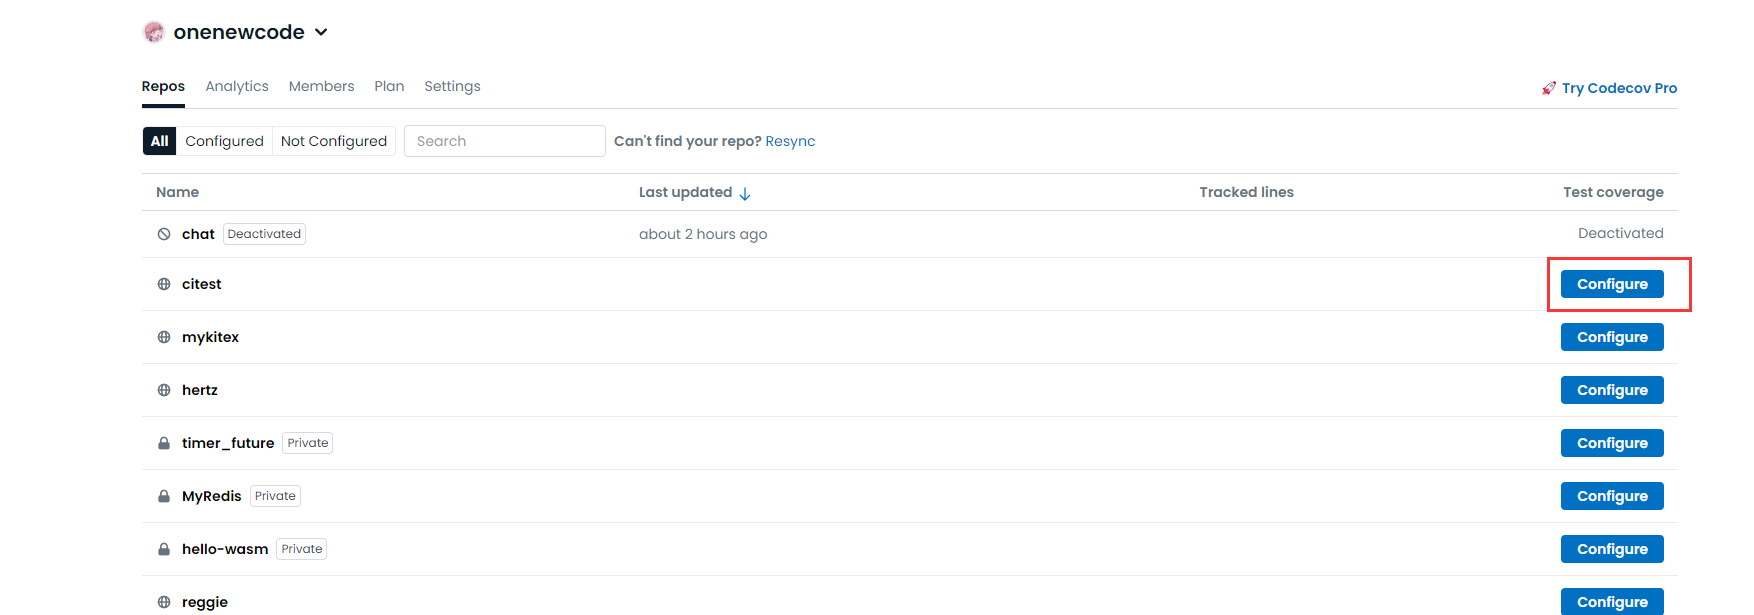 onenewcode
Repos Analytics Members Plan Settings
Try Codecov Pro
All Configured Not Configured Search Can't find your repo? Resync
Name Last updated Tracked lines Test coverage
chat Deactivated about 2 hours ago Deactivated
citest Configure
mykitex Configure
hertz Configure
timer_future Private Configure
MyRedis Private Configure
hello-wasm Private Configure
reggie Configure